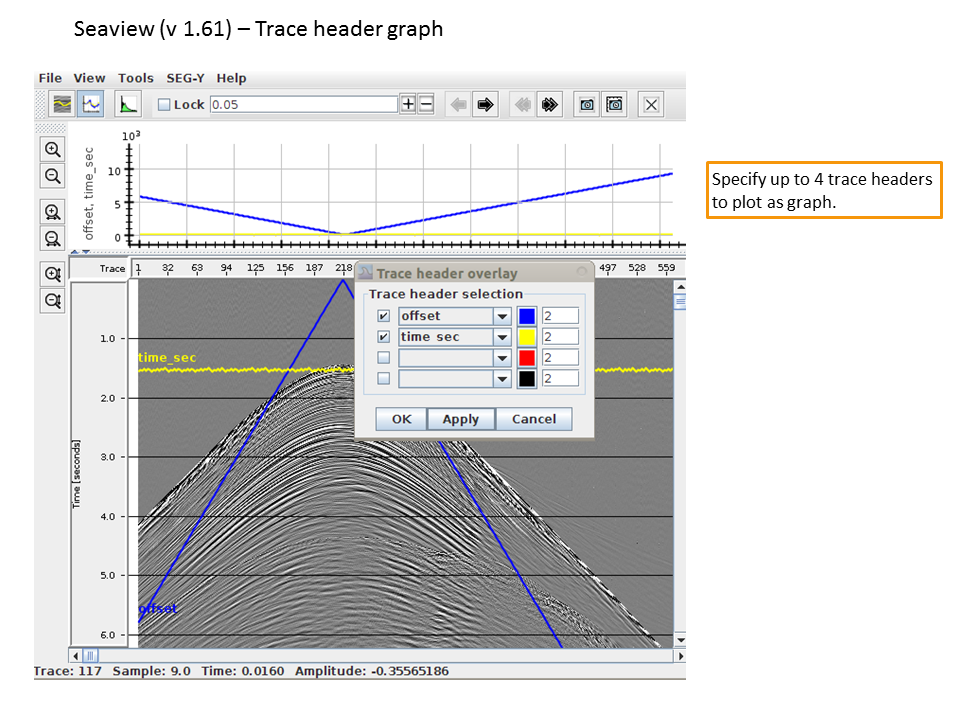 Seaview (v 1.61) – Trace header graph
File View Tools SEG-Y Help
Lock 0.05
Specify up to 4 trace headers
to plot as graph.
10³
offset, time_sec
10
5
0
Trace 1 32 63 94 125 156 187 218 497 528 559
Trace header overlay
Trace header selection
offset 2
time sec 2
2
2
OK Apply Cancel
time_sec
offset
Time [seconds]
1.0
2.0
3.0
4.0
5.0
6.0
Trace: 117 Sample: 9.0 Time: 0.0160 Amplitude: -0.35565186